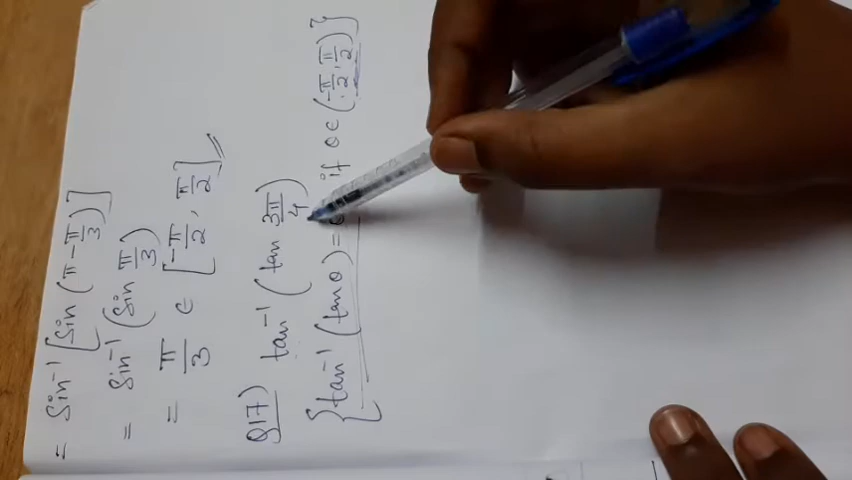 = Sin⁻¹[Sin(π-π/3)]
= Sin⁻¹(Sin π/3)
= π/3 ∈ [-π/2, π/2]
Q17) tan⁻¹(tan 3π/4)
{tan⁻¹(tanθ)= if θ∈(-π/2, π/2)}